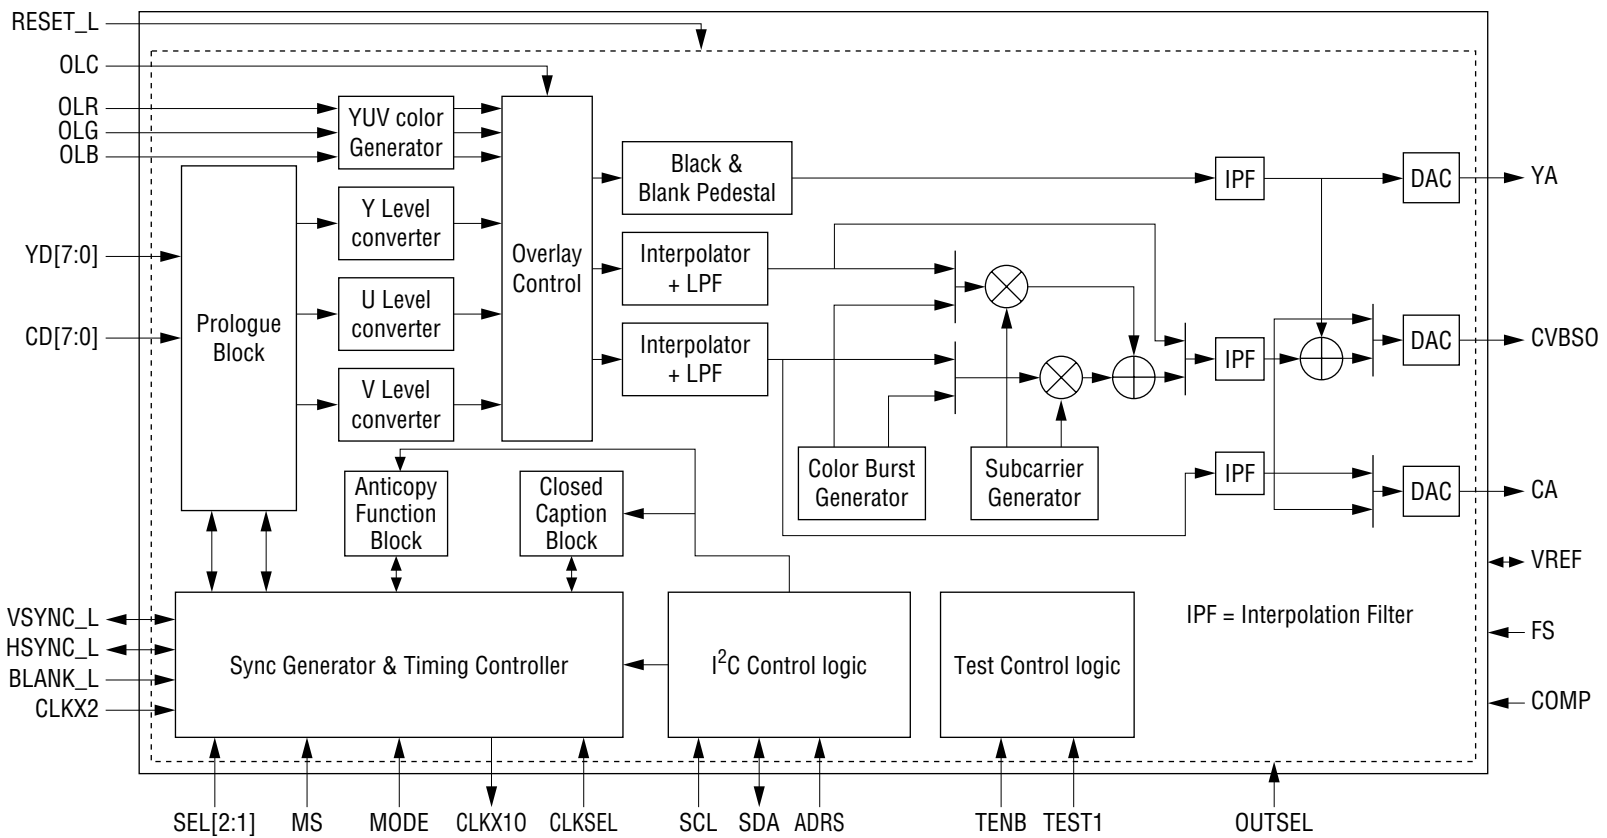 RESET_L
OLC
OLR
OLG
OLB
YD[7:0]
CD[7:0]
VSYNC_L
HSYNC_L
BLANK_L
CLKX2
Prologue
Block
YUV color
Generator
Y Level
converter
U Level
converter
V Level
converter
Overlay
Control
Black &
Blank Pedestal
Interpolator
+ LPF
Interpolator
+ LPF
Color Burst
Generator
Subcarrier
Generator
IPF
IPF
IPF
DAC
DAC
DAC
YA
CVBSO
CA
VREF
FS
COMP
Anticopy
Function
Block
Closed
Caption
Block
Sync Generator & Timing Controller
I2C Control logic
Test Control logic
IPF = Interpolation Filter
SEL[2:1]
MS
MODE
CLKX1O
CLKSEL
SCL
SDA
ADRS
TENB
TEST1
OUTSEL